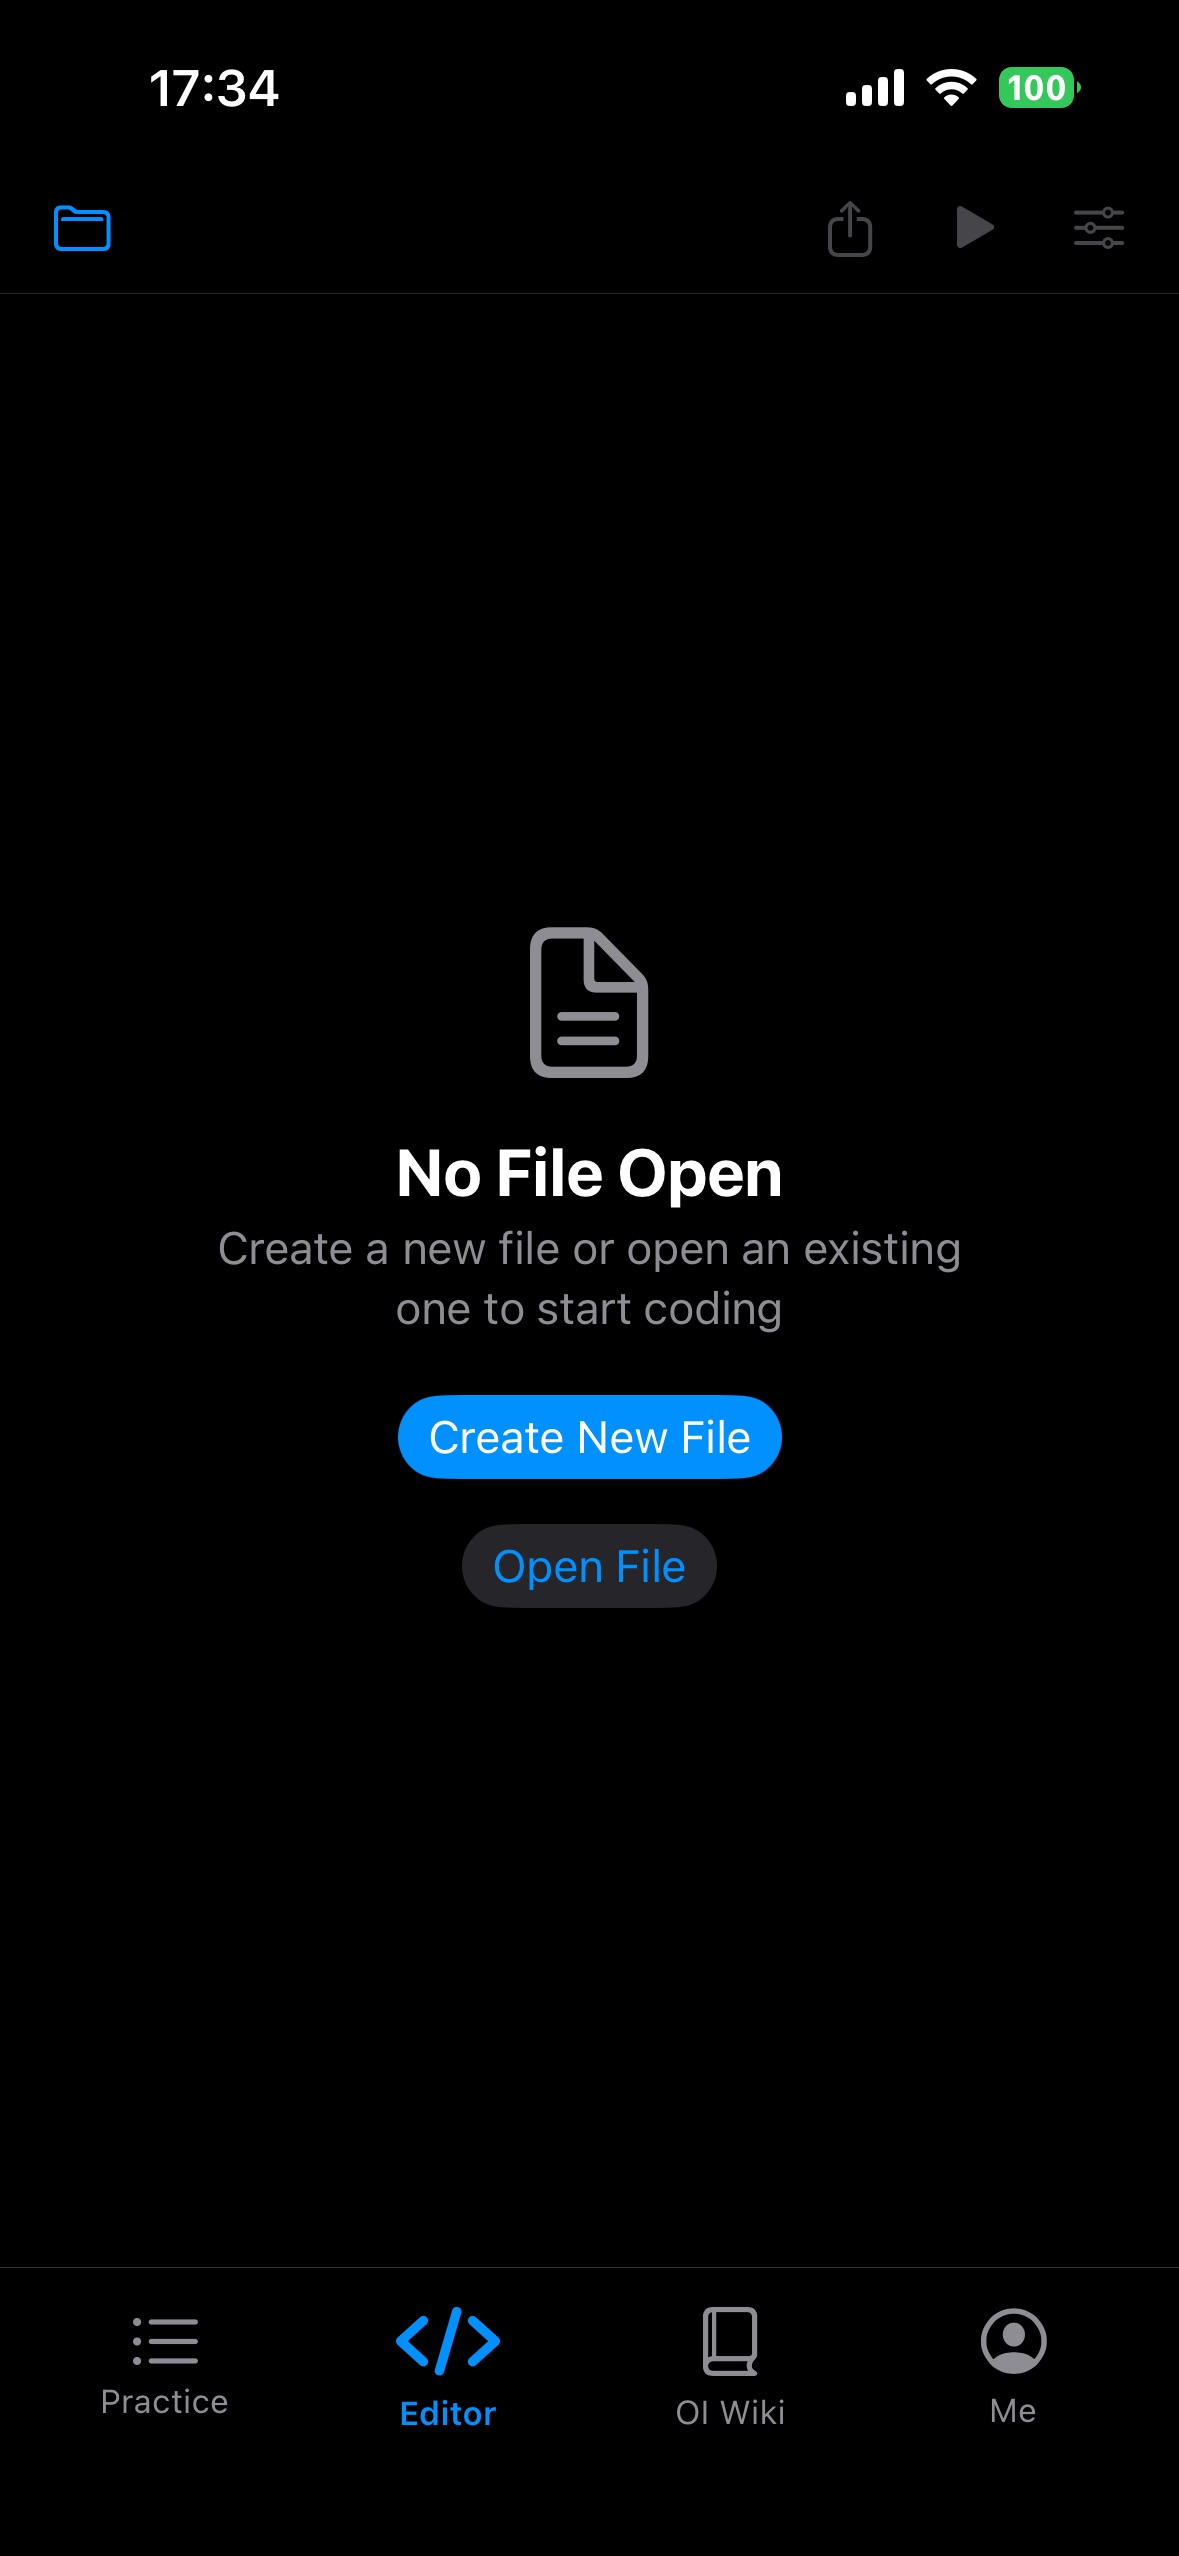 17:34
100
No File Open
Create a new file or open an existing
one to start coding
Create New File
Open File
Practice
Editor
OI Wiki
Me